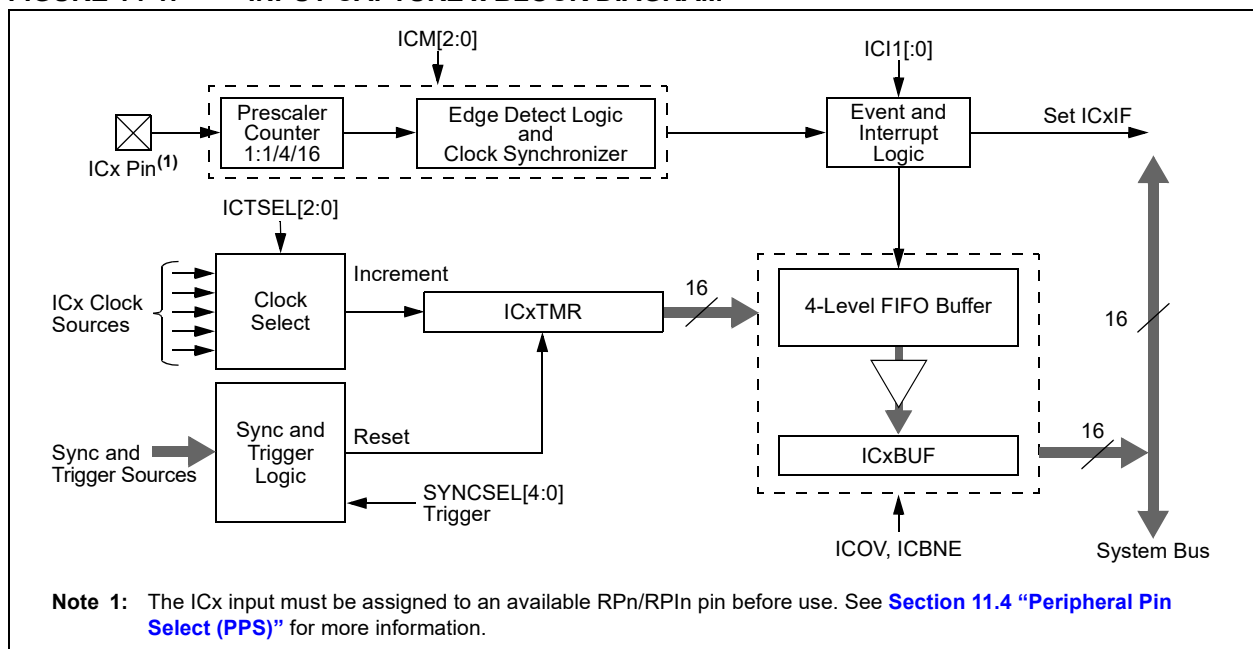 ICM[2:0]
ICI1[:0]
Prescaler
Counter
1:1/4/16
Edge Detect Logic
and
Clock Synchronizer
Event and
Interrupt
Logic
Set ICxIF
ICx Pin(1)
ICTSEL[2:0]
ICx Clock
Sources
Clock
Select
Increment
ICxTMR
16
4-Level FIFO Buffer
16
Sync and
Trigger Sources
Sync and
Trigger
Logic
Reset
ICxBUF
16
SYNCSEL[4:0]
Trigger
ICOV, ICBNE
System Bus
Note 1: The ICx input must be assigned to an available RPn/RPIn pin before use. See Section 11.4 “Peripheral Pin
Select (PPS)” for more information.